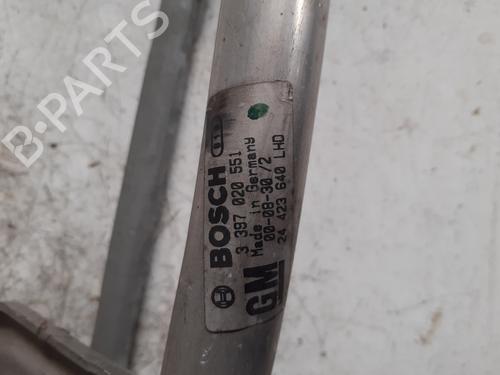 BOSCH
3 397 020 551
Made in Germany
00-08-30/2
24 423 640 LHD
GM
B-PARTS